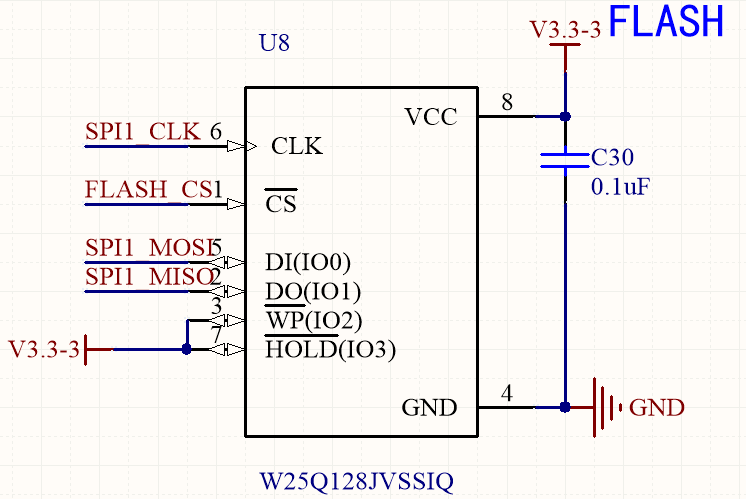 FLASH
V3.3-3
U8
8
VCC
SPI1_CLK 6
CLK
C30
0.1uF
FLASH_CS 1
CS
SPI1_MOSI 5
DI(IO0)
SPI1_MISO 2
DO(IO1)
3
WP(IO2)
7
V3.3-3
HOLD(IO3)
4
GND
GND
W25Q128JVSSIQ